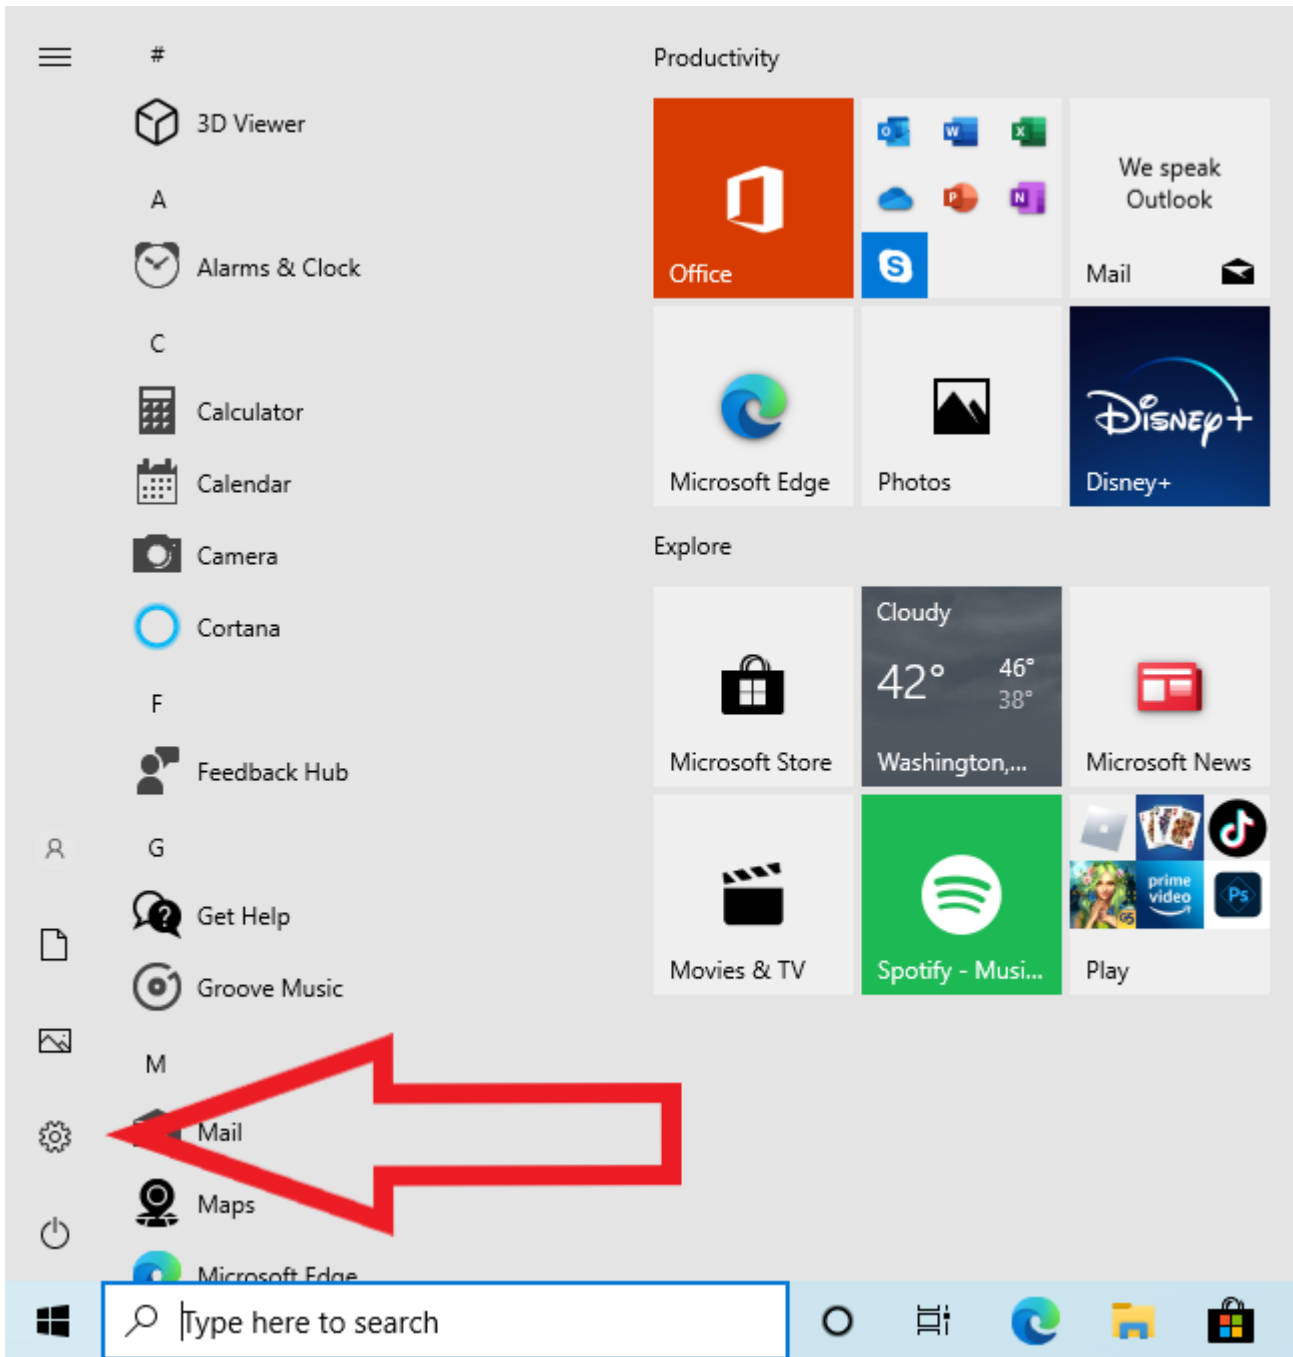 #
3D Viewer
A
Alarms & Clock
C
Calculator
Calendar
Camera
Cortana
F
Feedback Hub
G
Get Help
Groove Music
M
Mail
Maps
Microsoft Edge
Productivity
Office
We speak
Outlook
Mail
Microsoft Edge
Photos
Disney+
Disney+
Explore
Microsoft Store
Cloudy
42°
46°
38°
Washington,...
Microsoft News
Movies & TV
Spotify - Musi...
G5
prime
video
Ps
Play
Type here to search